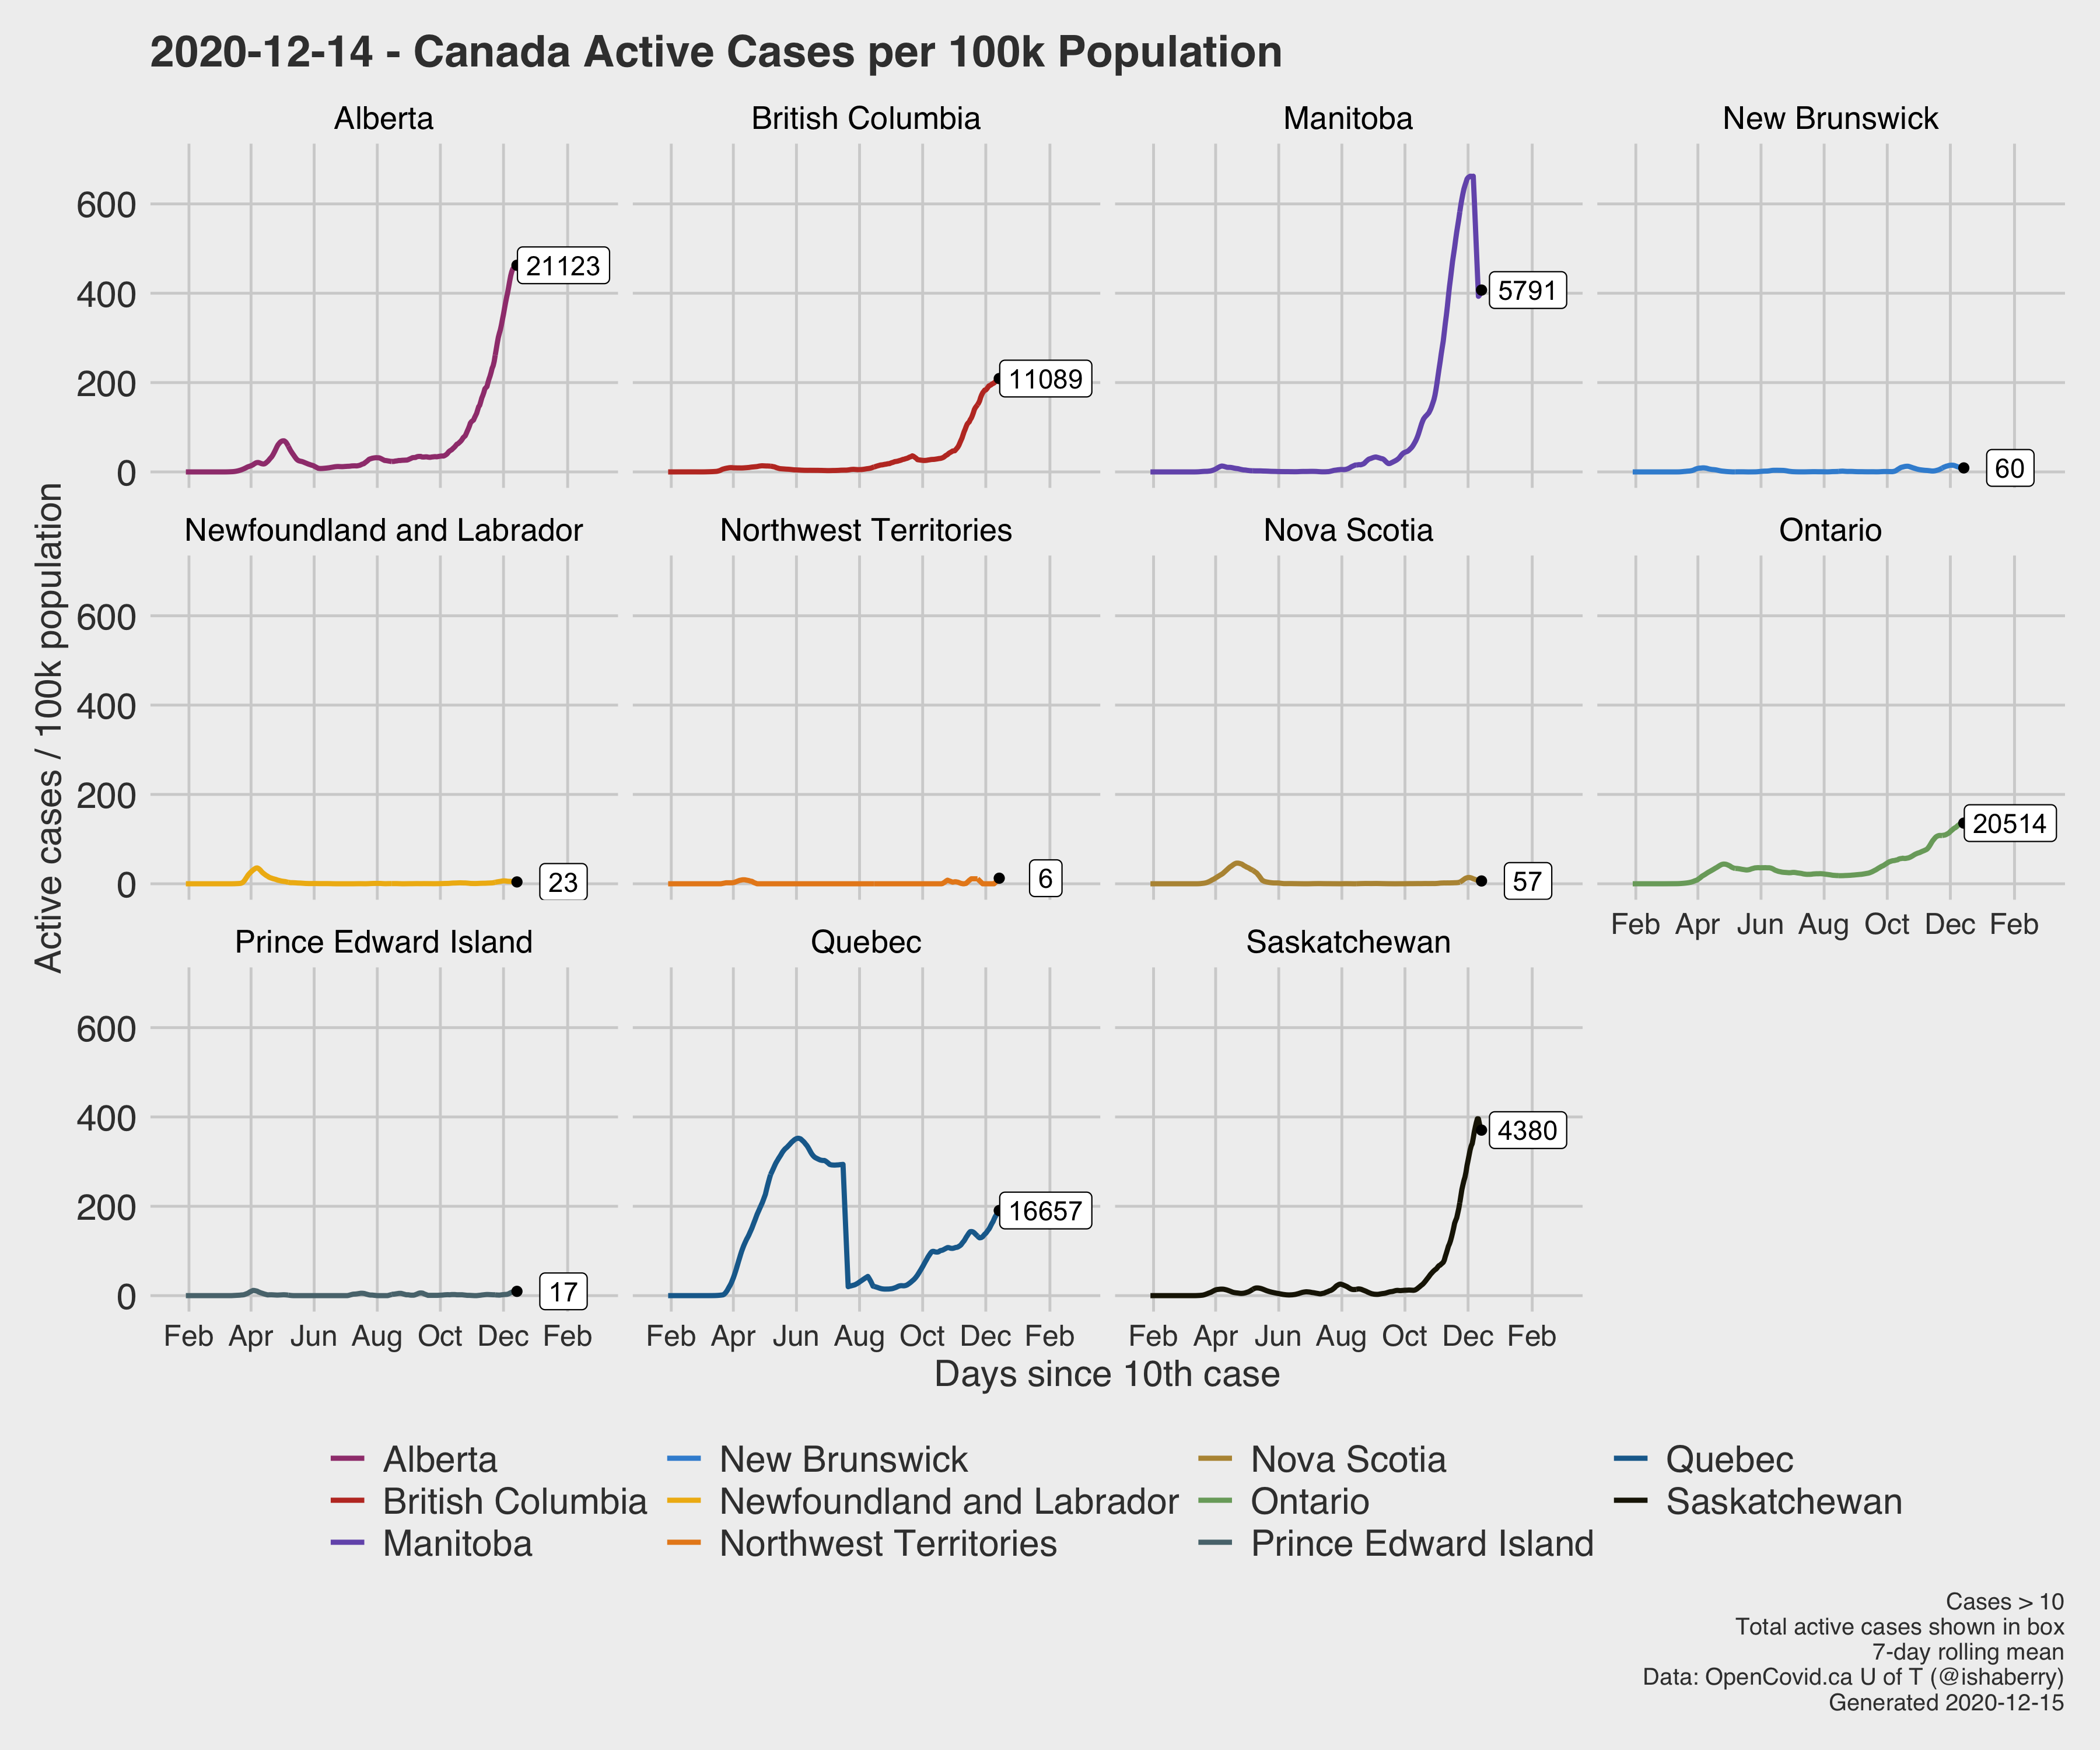 2020-12-14 - Canada Active Cases per 100k Population
Alberta
British Columbia
Manitoba
New Brunswick
600
400
200
0
21123
11089
5791
60
Active cases / 100k population
Newfoundland and Labrador
Northwest Territories
Nova Scotia
Ontario
600
400
200
0
23
6
57
20514
Feb Apr Jun Aug Oct Dec Feb
Prince Edward Island
Quebec
Saskatchewan
600
400
200
0
17
16657
4380
Feb Apr Jun Aug Oct Dec Feb
Feb Apr Jun Aug Oct Dec Feb
Feb Apr Jun Aug Oct Dec Feb
Days since 10th case
Alberta
British Columbia
Manitoba
New Brunswick
Newfoundland and Labrador
Northwest Territories
Nova Scotia
Ontario
Prince Edward Island
Quebec
Saskatchewan
Cases > 10
Total active cases shown in box
7-day rolling mean
Data: OpenCovid.ca U of T (@ishaberry)
Generated 2020-12-15